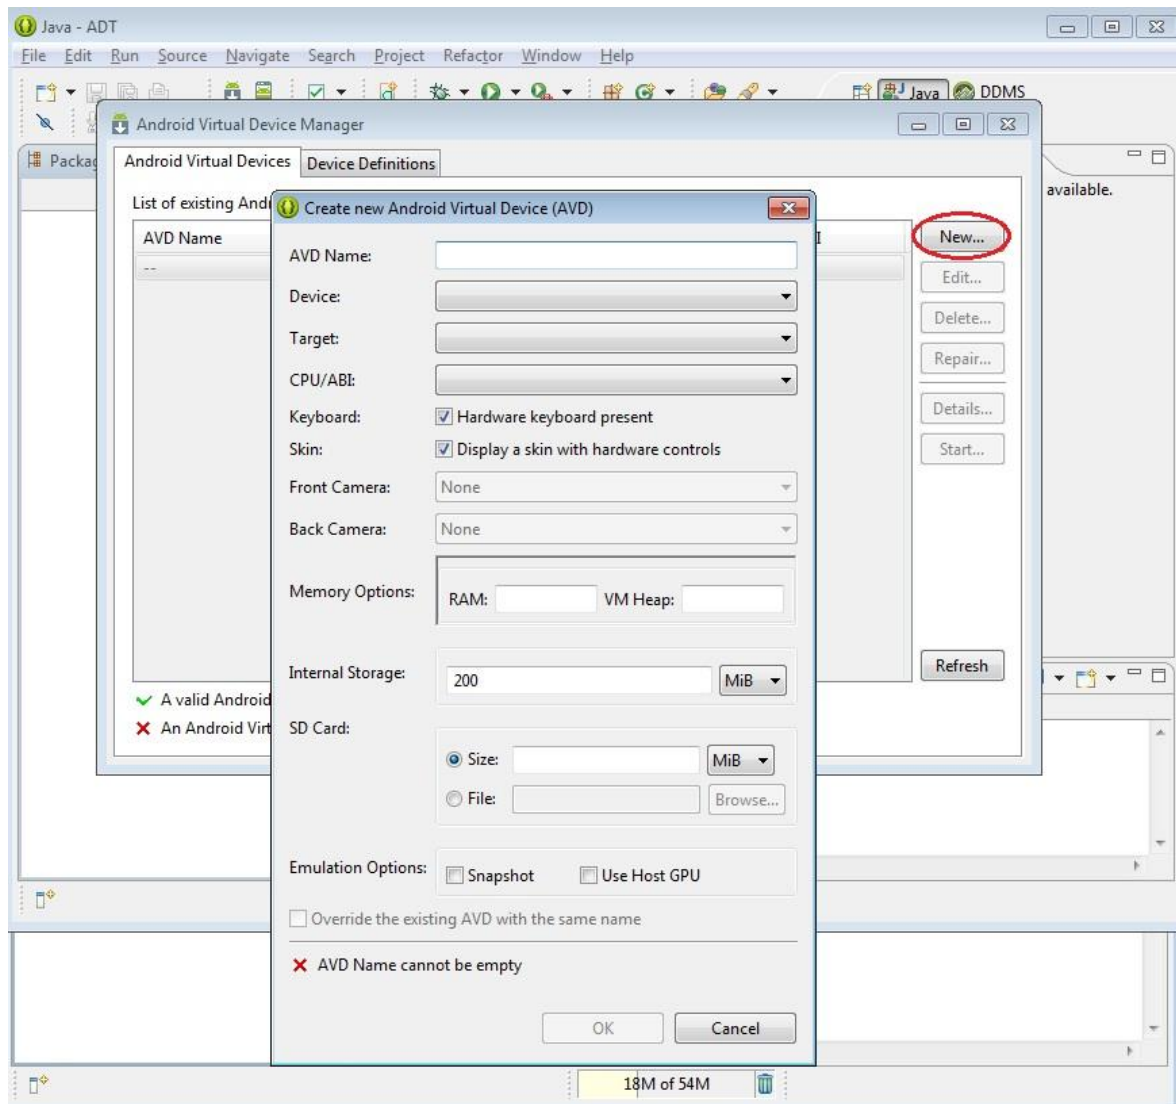 Java - ADT
File Edit Run Source Navigate Search Project Refactor Window Help
Java DDMS
Android Virtual Device Manager
Packag
Android Virtual Devices Device Definitions
available.
List of existing Andr
Create new Android Virtual Device (AVD)
AVD Name
I
New...
--
AVD Name:
Edit...
Device:
Delete...
Target:
Repair...
CPU/ABI:
Keyboard: Hardware keyboard present
Details...
Skin: Display a skin with hardware controls
Start...
Front Camera: None
Back Camera: None
Memory Options: RAM: VM Heap:
Refresh
Internal Storage: 200 MiB
A valid Android
An Android Virt
SD Card:
Size: MiB
File: Browse...
Emulation Options: Snapshot Use Host GPU
Override the existing AVD with the same name
AVD Name cannot be empty
OK Cancel
18M of 54M